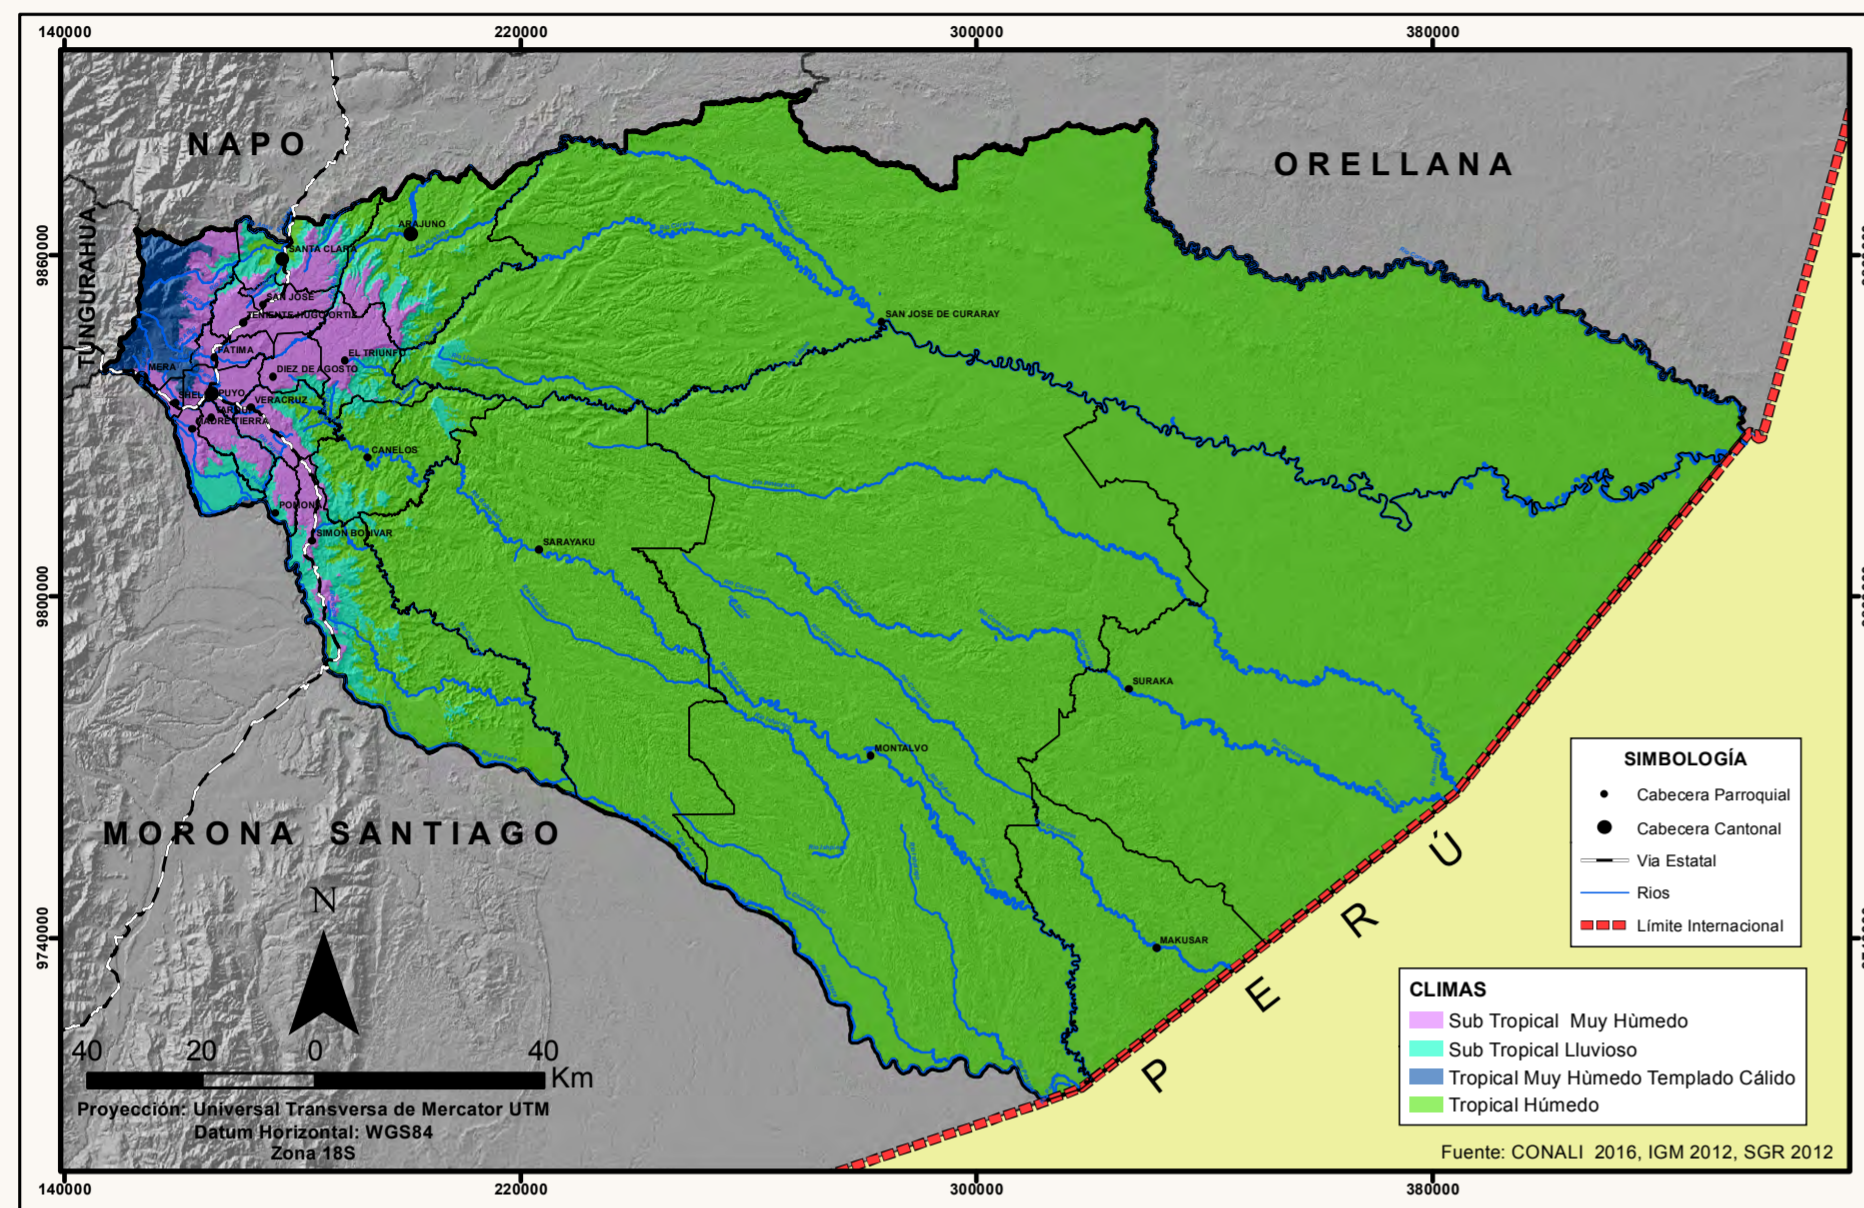 140000
220000
300000
380000
NAPO
ORELLANA
TUNGURAHUA
9860000
9800000
9740000
ARAJUNO
SANTA CLARA
SAN JOSE
TENIENTE HUGO ORTIZ
FATIMA
EL TRIUNFO
MERA
DIEZ DE AGOSTO
SHELL
PUYO
VERACRUZ
TARQUI
MADRE TIERRA
CANELOS
POMONA
SIMON BOLIVAR
SAN JOSE DE CURARAY
SARAYAKU
SURAKA
MONTALVO
MAKUSAR
MORONA SANTIAGO
PERÚ
N
40 20 0 40
Km
Proyección: Universal Transversa de Mercator UTM
Datum Horizontal: WGS84
Zona 18S
SIMBOLOGÍA
Cabecera Parroquial
Cabecera Cantonal
Via Estatal
Rios
Límite Internacional
CLIMAS
Sub Tropical Muy Hùmedo
Sub Tropical Lluvioso
Tropical Muy Hùmedo Templado Cálido
Tropical Húmedo
Fuente: CONALI 2016, IGM 2012, SGR 2012
140000
220000
300000
380000